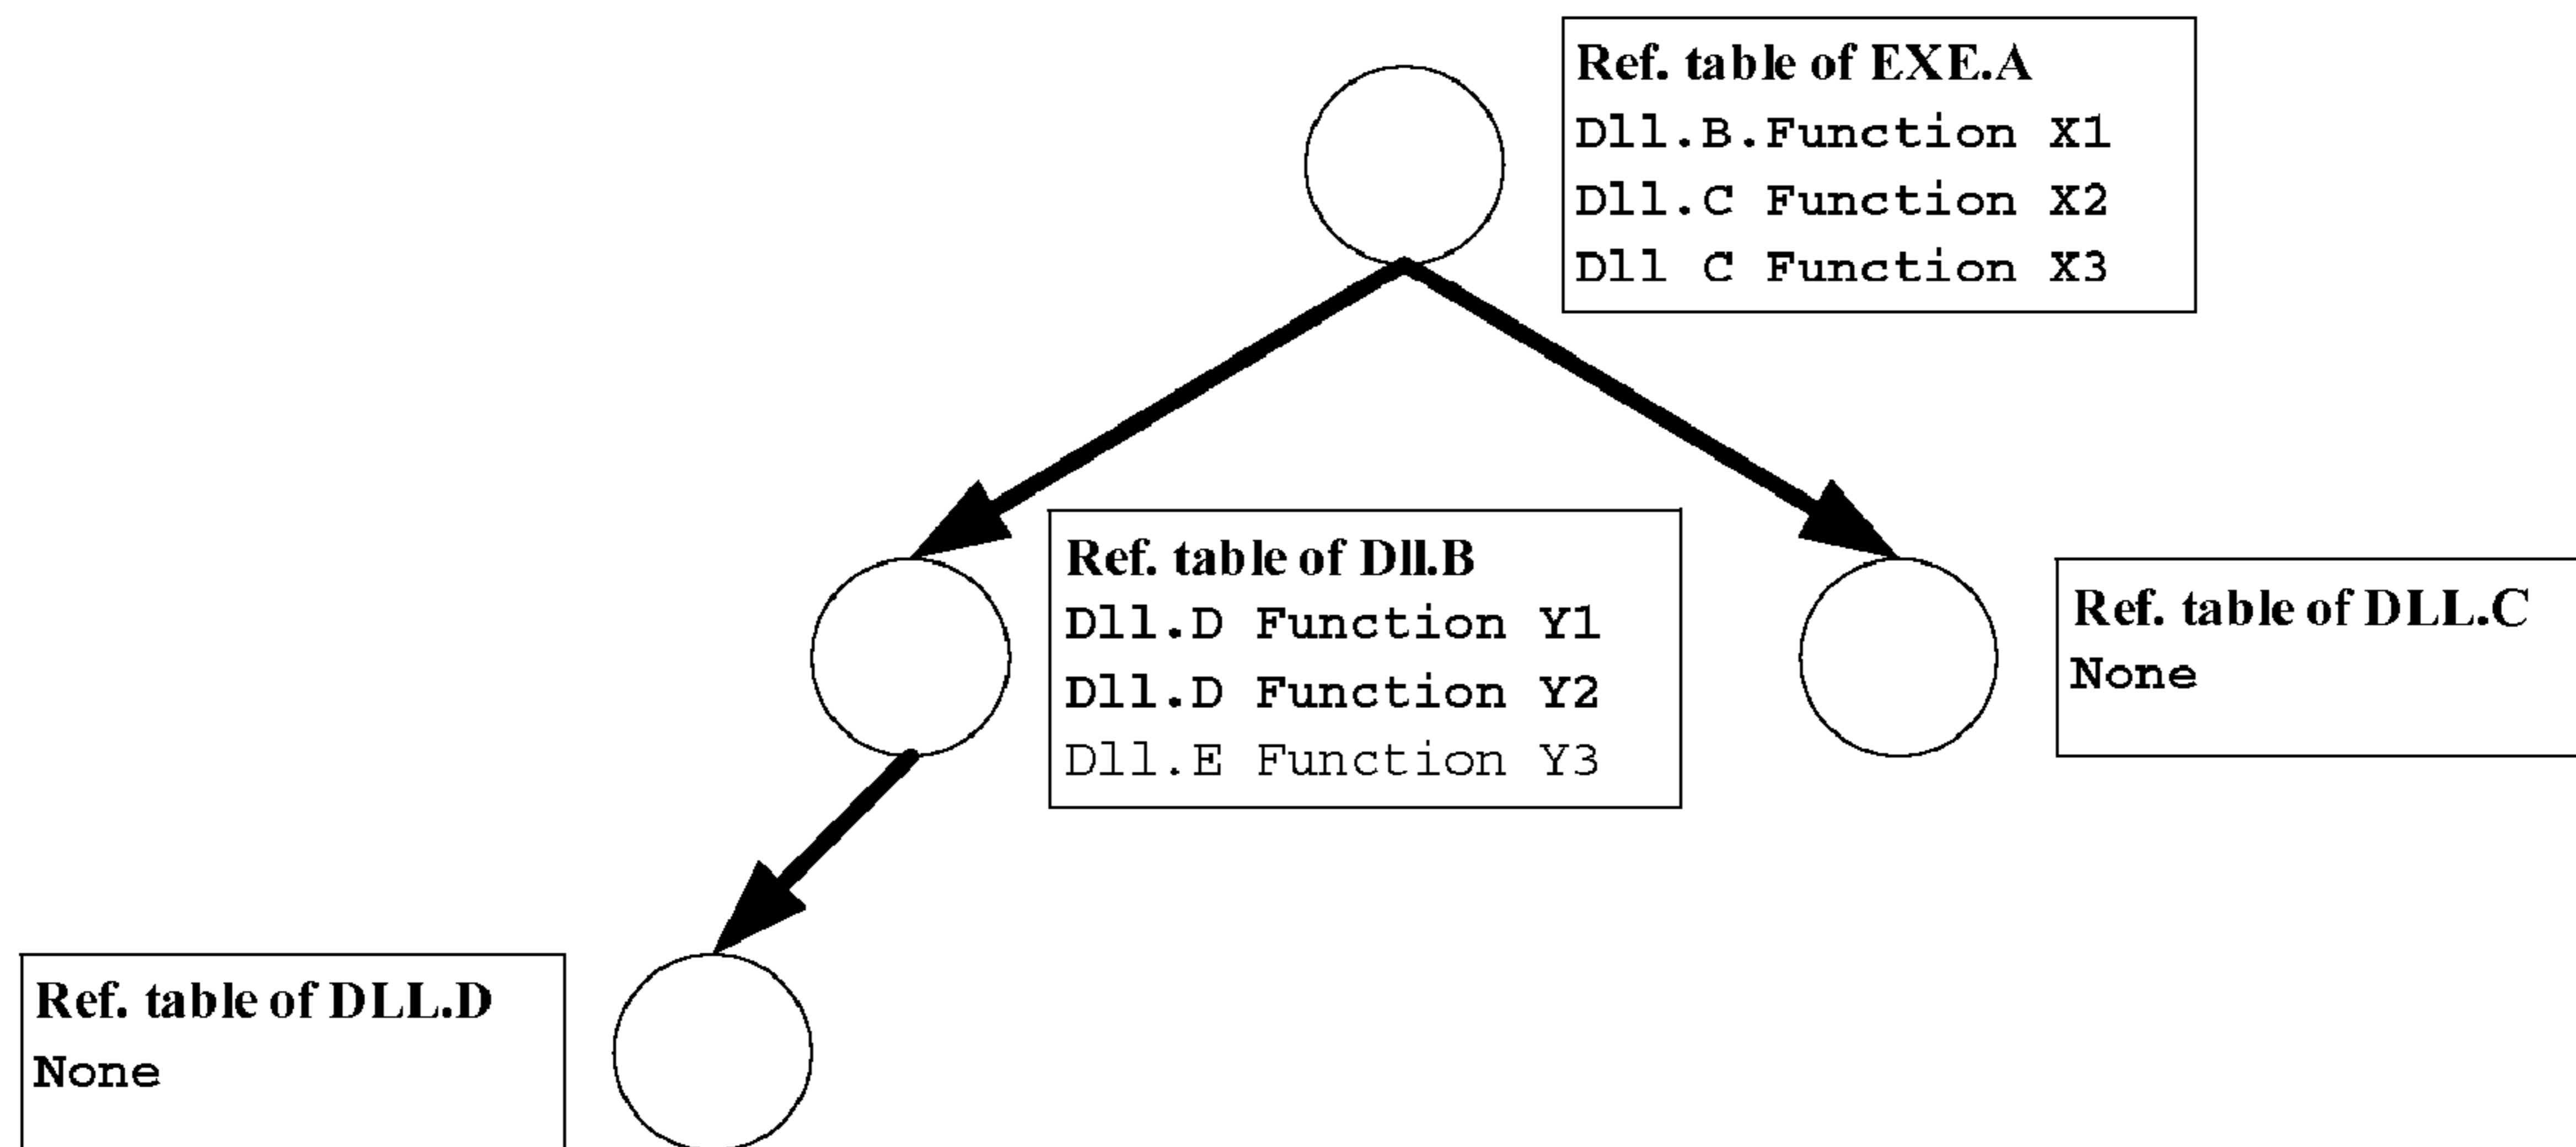 Ref. table of EXE.A
Dll.B.Function X1
Dll.C Function X2
Dll C Function X3
Ref. table of Dll.B
Dll.D Function Y1
Dll.D Function Y2
Dll.E Function Y3
Ref. table of DLL.C
None
Ref. table of DLL.D
None